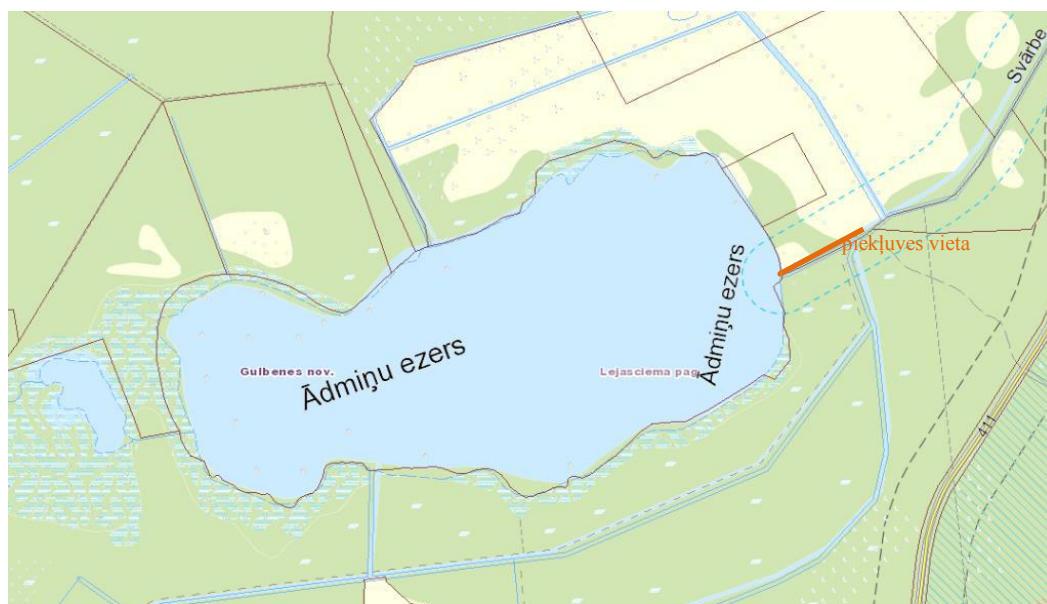 Svārbe
piekļuves vieta
Ādmiņu ezers
Gulbenes nov.
Ādmiņu ezers
Lejasciema pag.
411